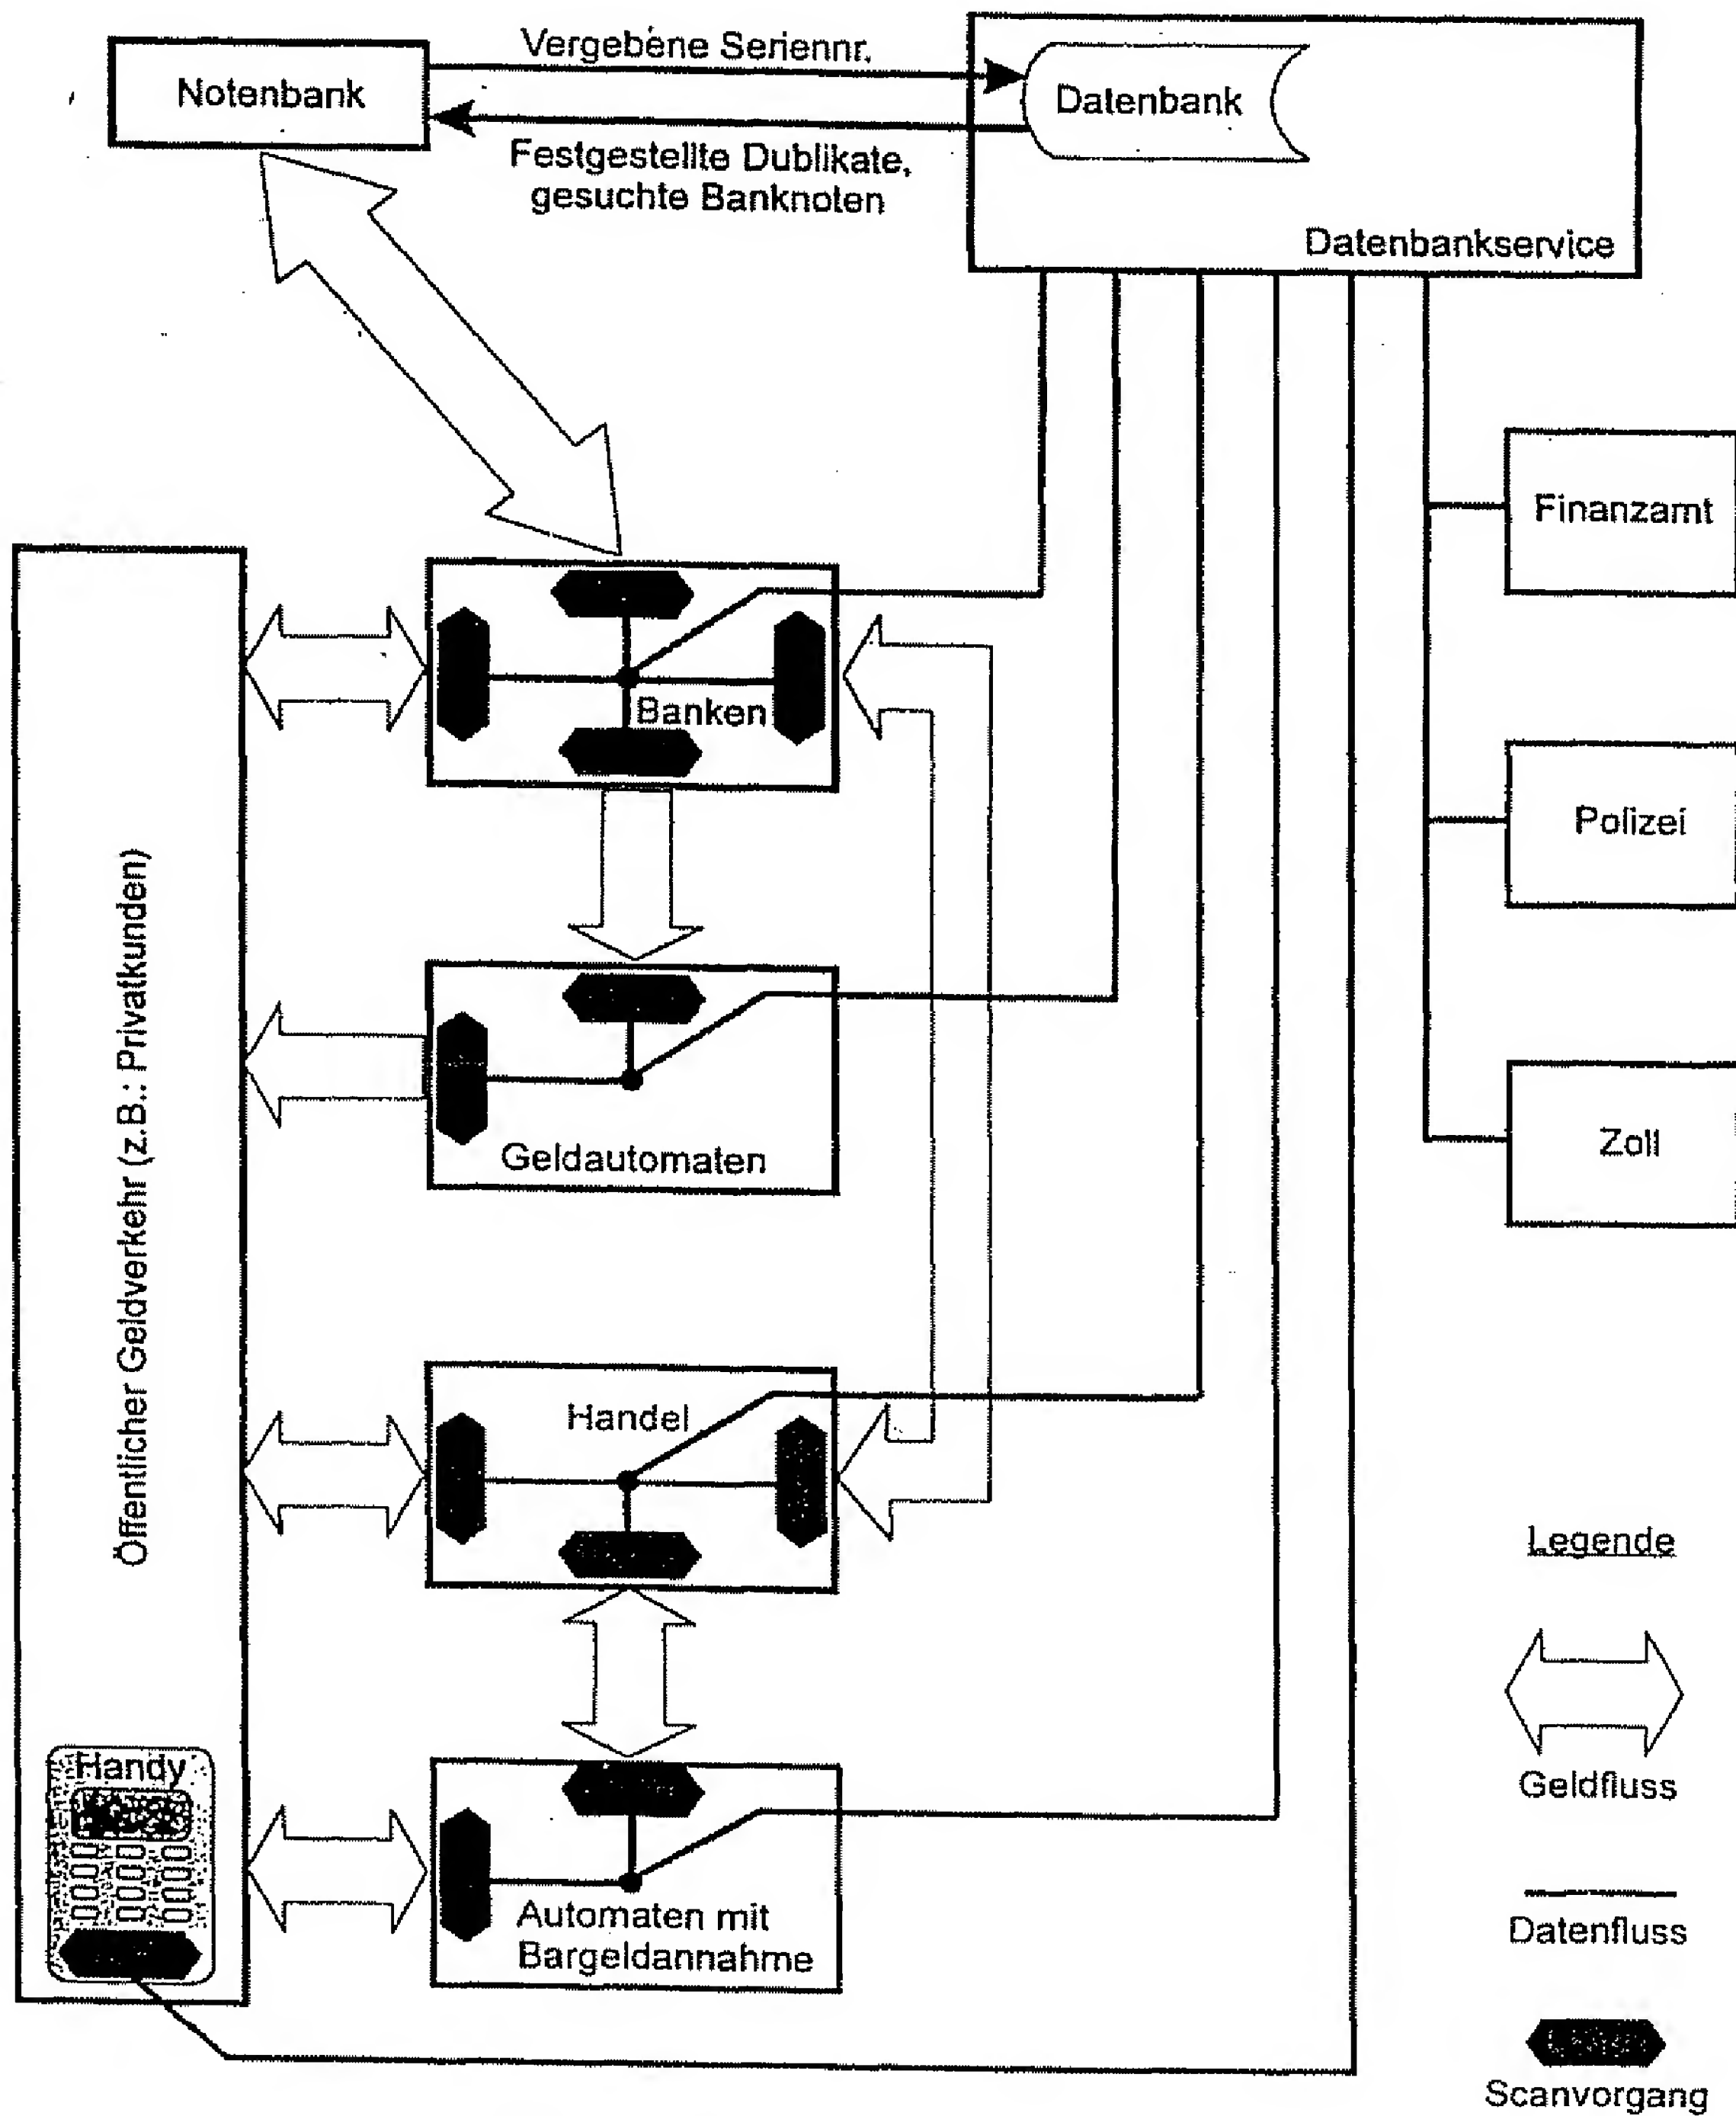 Notenbank
Vergebene Seriennr.
Festgestellte Dublikate,
gesuchte Banknoten
Datenbank
Datenbankservice
Finanzamt
Polizei
Zoll
Öffentlicher Geldverkehr (z.B.: Privatkunden)
Banken
Geldautomaten
Handel
Automaten mit
Bargeldannahme
Handy
Legende
Geldfluss
Datenfluss
Scanvorgang